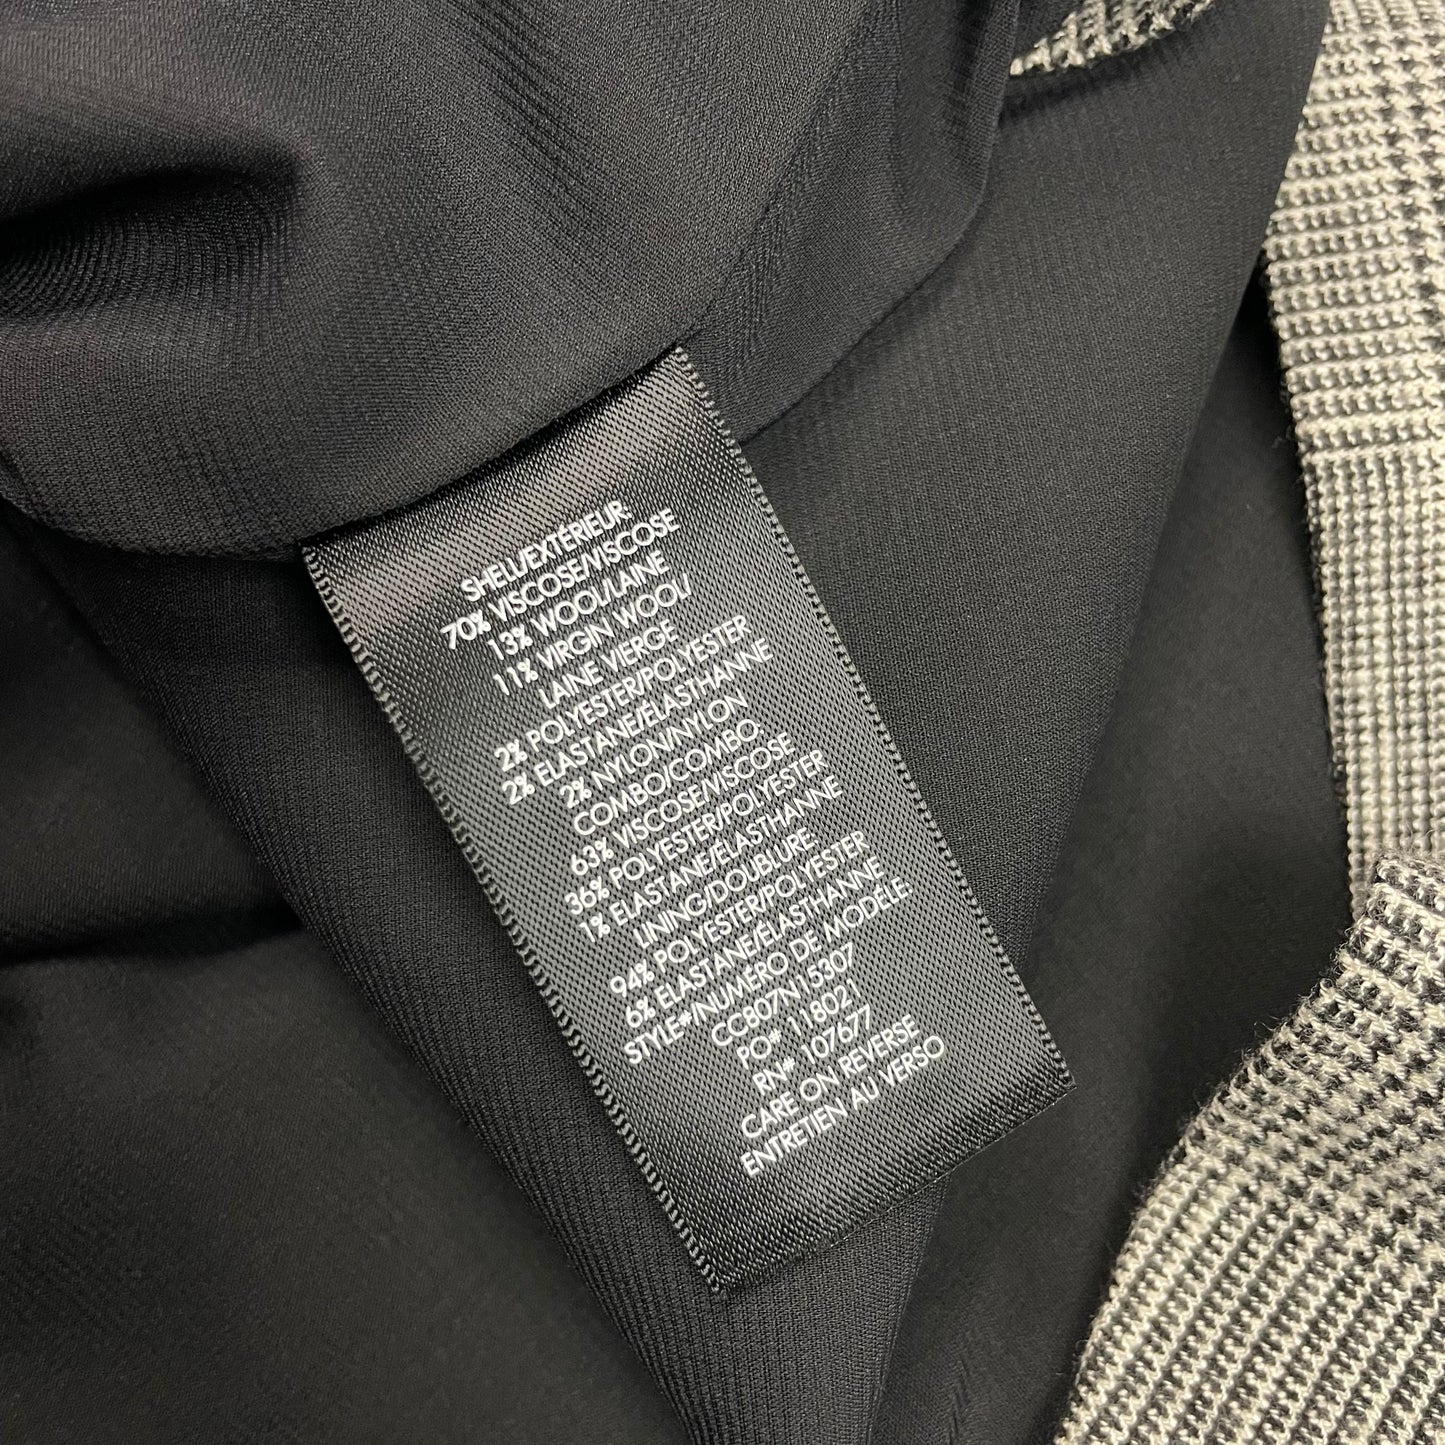 SHELL/EXTÉRIEUR
70% VISCOSE/VISCOSE
13% WOOL/LAINE
11% VIRGIN WOOL/
LAINE VIERGE
2% POLYESTER/POLYESTER
2% ELASTANE/ÉLASTHANNE
2% NYLON/NYLON
COMBO/COMBO
63% VISCOSE/VISCOSE
36% POLYESTER/POLYESTER
1% ELASTANE/ÉLASTHANNE
LINING/DOUBLURE
94% POLYESTER/POLYESTER
6% ELASTANE/ÉLASTHANNE
STYLE*/NUMÉRO DE MODÉLE
CC807N15307
PO* 118021
RN* 107677
CARE ON REVERSE
ENTRETIEN AU VERSO